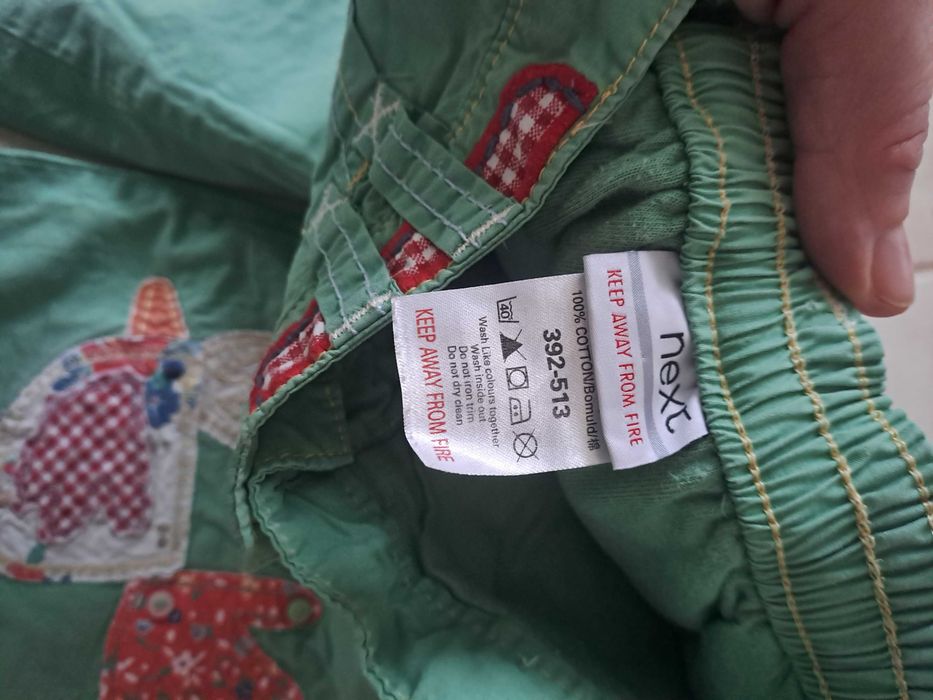 next
KEEP AWAY FROM FIRE
100% COTTON/Bomuld/棉
392-513
40
Wash Like colours together
Wash inside out
Do not iron trim
Do not dry clean
KEEP AWAY FROM FIRE